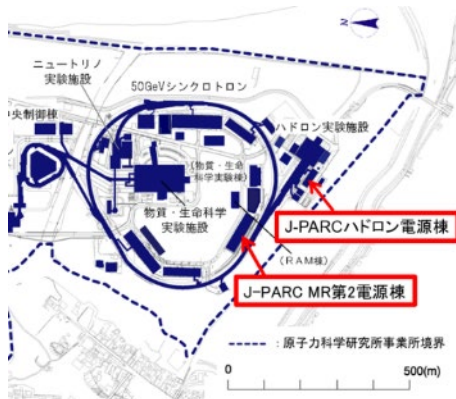 N
ニュートリノ
実験施設
50GeVシンクロトロン
中央制御棟
ハドロン実験施設
(物質・生命
科学実験棟)
物質・生命科学
実験施設
J-PARCハドロン電源棟
(RAM棟)
J-PARC MR第2電源棟
: 原子力科学研究所事業所境界
0
500(m)